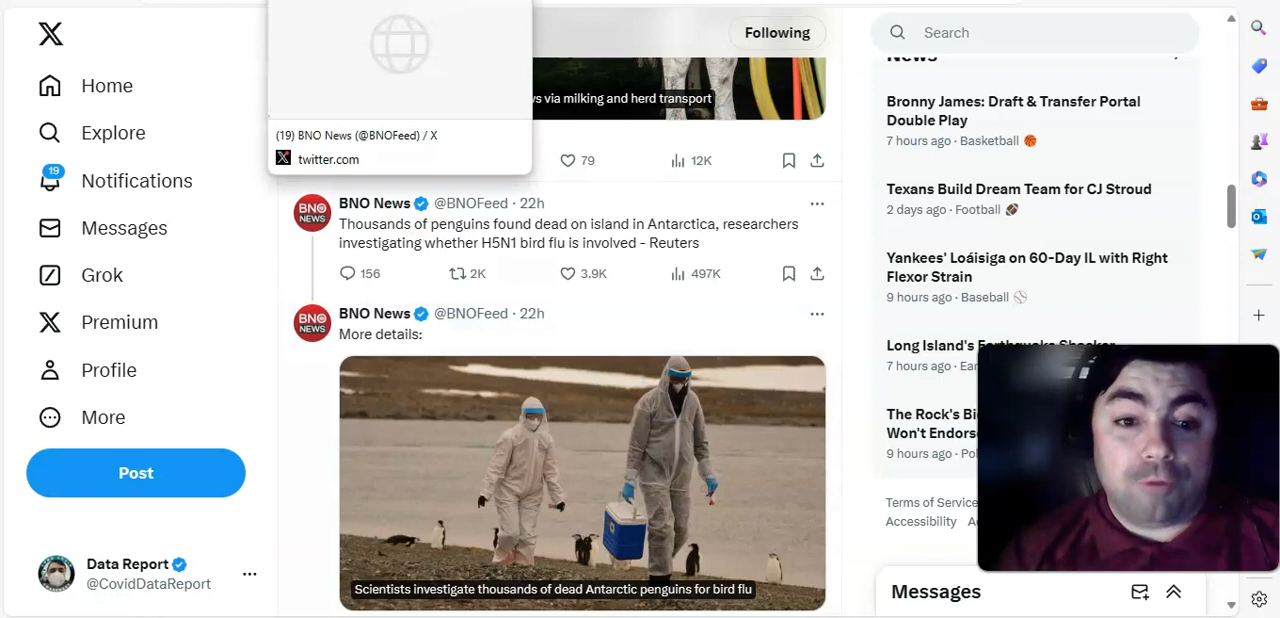 Home
Explore
19
Notifications
Messages
Grok
Premium
Profile
More
Post
Data Report
@CovidDataReport
(19) BNO News (@BNOFeed) / X
twitter.com
Following
via milking and herd transport
79
12K
BNO NEWS
BNO News @BNOFeed · 22h
Thousands of penguins found dead on island in Antarctica, researchers
investigating whether H5N1 bird flu is involved - Reuters
156
2K
3.9K
497K
BNO NEWS
BNO News @BNOFeed · 22h
More details:
Scientists investigate thousands of dead Antarctic penguins for bird flu
Search
News
Bronny James: Draft & Transfer Portal
Double Play
7 hours ago · Basketball
Texans Build Dream Team for CJ Stroud
2 days ago · Football
Yankees' Loáisiga on 60-Day IL with Right
Flexor Strain
9 hours ago · Baseball
Long Island's Earthquake Shocker
7 hours ago ·
The Rock's
Won't
9 hours ago ·
Terms of Service
Accessibility
Messages